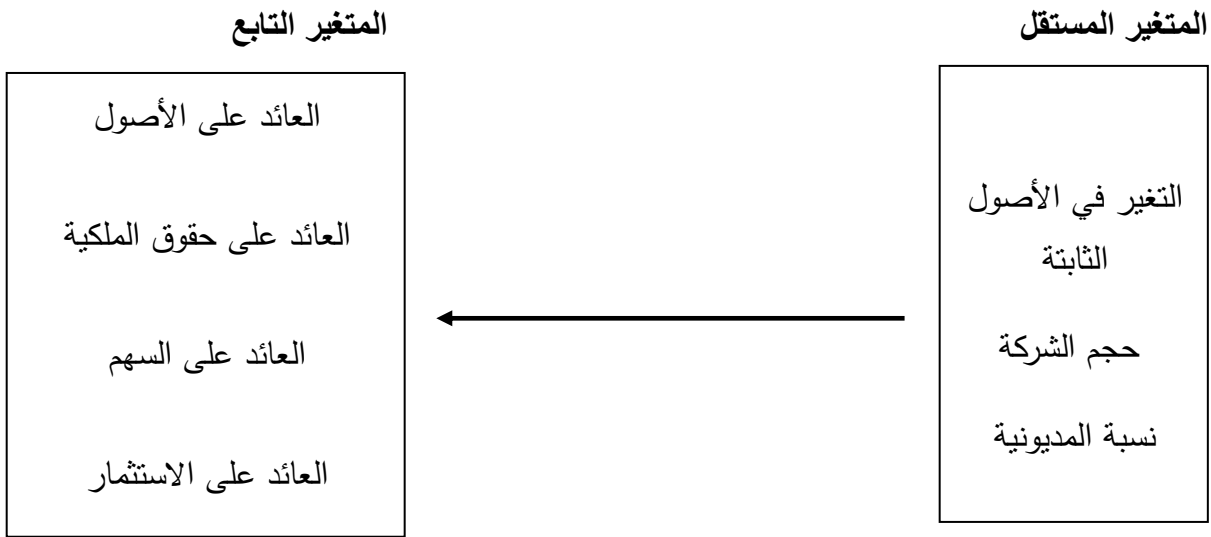 المتغير المستقل
المتغير التابع
التغير في الأصول
الثابتة
حجم الشركة
نسبة المديونية
العائد على الأصول
العائد على حقوق الملكية
العائد على السهم
العائد على الاستثمار